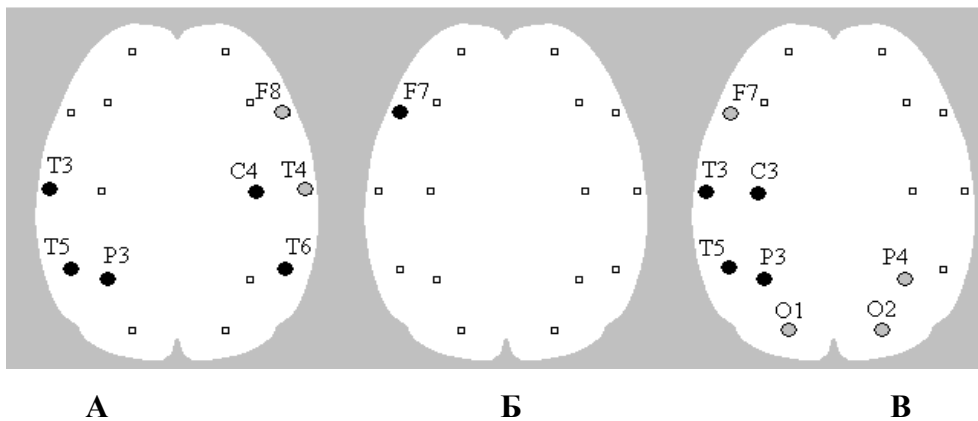 F8 F7 F7
T3 C4 T4 T3 C3
T5 P3 T6 T5 P3 P4
O1 O2
А Б В